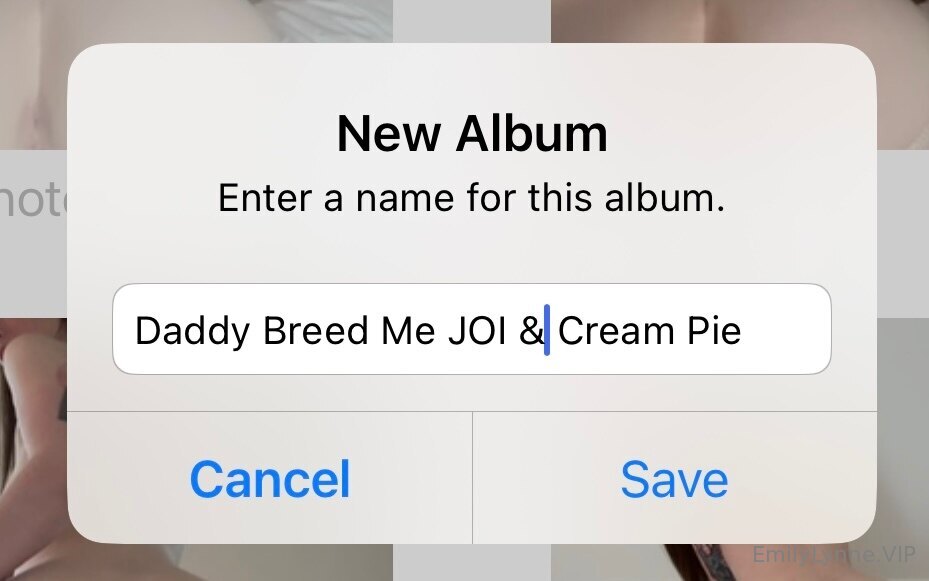 New Album
Enter a name for this album.
Daddy Breed Me JOI & Cream Pie
Cancel
Save
EmilyLynne.VIP